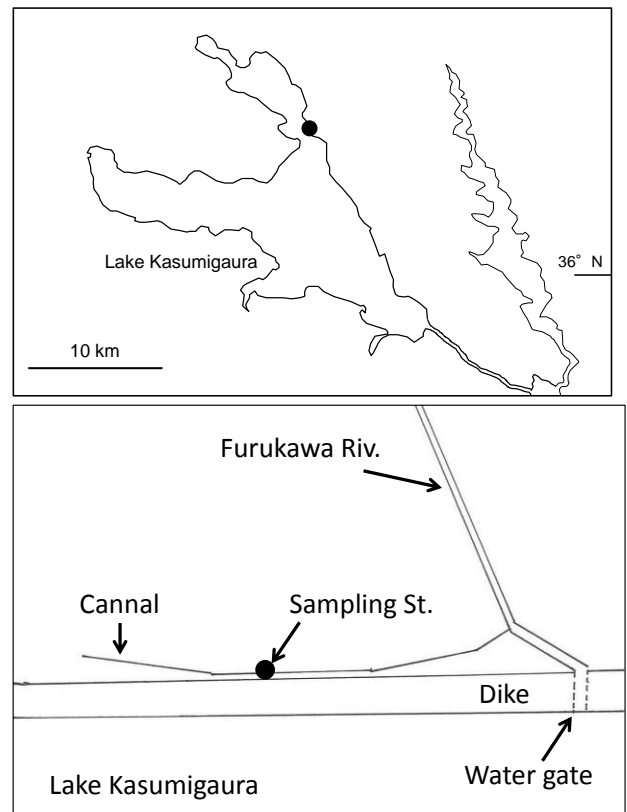 Lake Kasumigaura
36° N
10 km
Furukawa Riv.
Cannal
Sampling St.
Dike
Water gate
Lake Kasumigaura